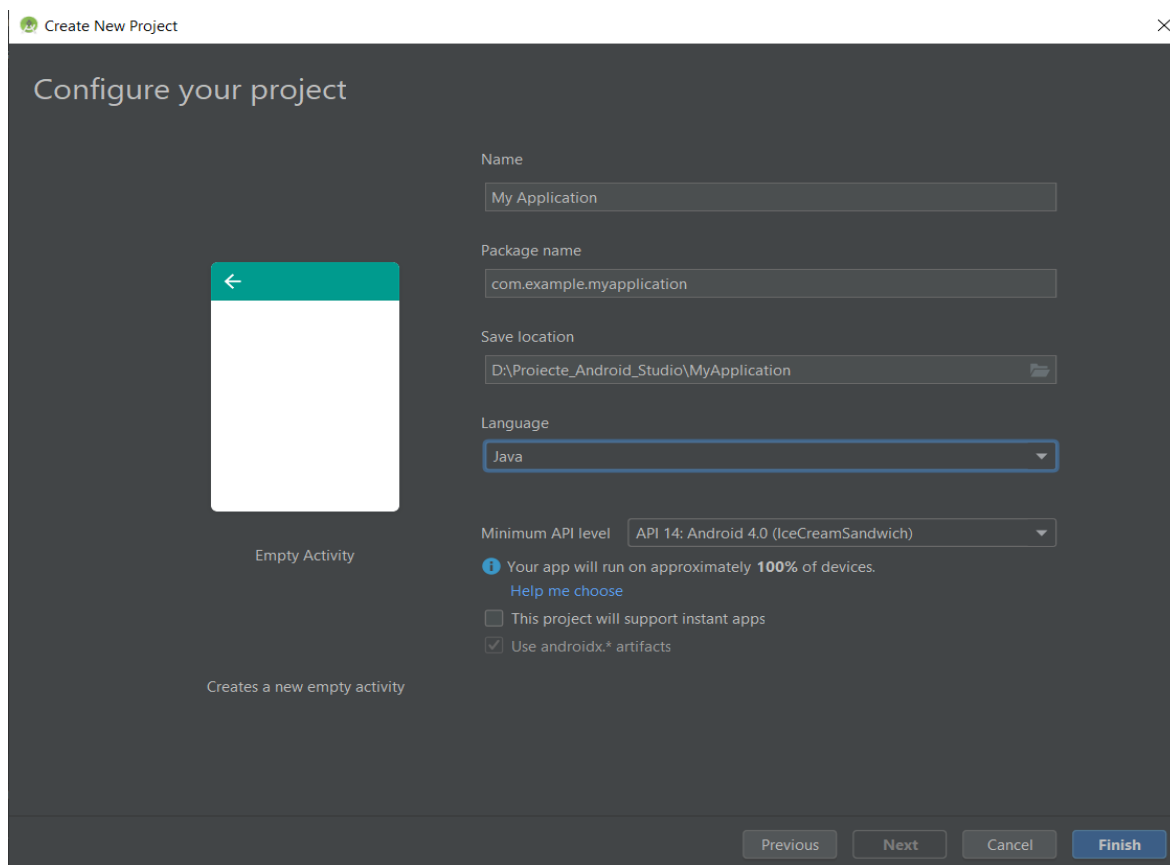 Create New Project
Configure your project
Name
My Application
Package name
com.example.myapplication
Save location
D:\Proiecte_Android_Studio\MyApplication
Language
Java
Minimum API level API 14: Android 4.0 (IceCreamSandwich)
Your app will run on approximately 100% of devices.
Help me choose
This project will support instant apps
Use androidx.* artifacts
Empty Activity
Creates a new empty activity
Previous Next Cancel Finish